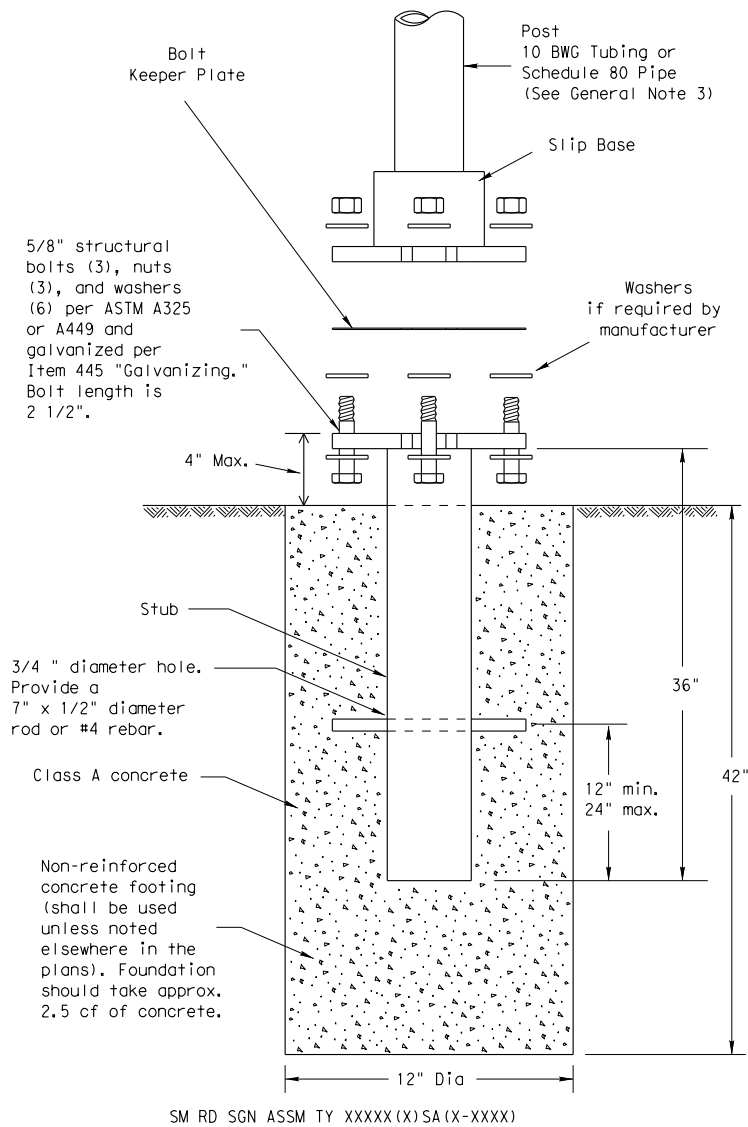 Bolt
Keeper Plate
Post
10 BWG Tubing or
Schedule 80 Pipe
(See General Note 3)
Slip Base
5/8" structural
bolts (3), nuts
(3), and washers
(6) per ASTM A325
or A449 and
galvanized per
Item 445 "Galvanizing."
Bolt length is
2 1/2".
Washers
if required by
manufacturer
4" Max.
Stub
3/4 " diameter hole.
Provide a
7" x 1/2" diameter
rod or #4 rebar.
36"
Class A concrete
12" min.
24" max.
42"
Non-reinforced
concrete footing
(shall be used
unless noted
elsewhere in the
plans). Foundation
should take approx.
2.5 cf of concrete.
12" Dia
SM RD SGN ASSM TY XXXXX(X)SA(X-XXXX)